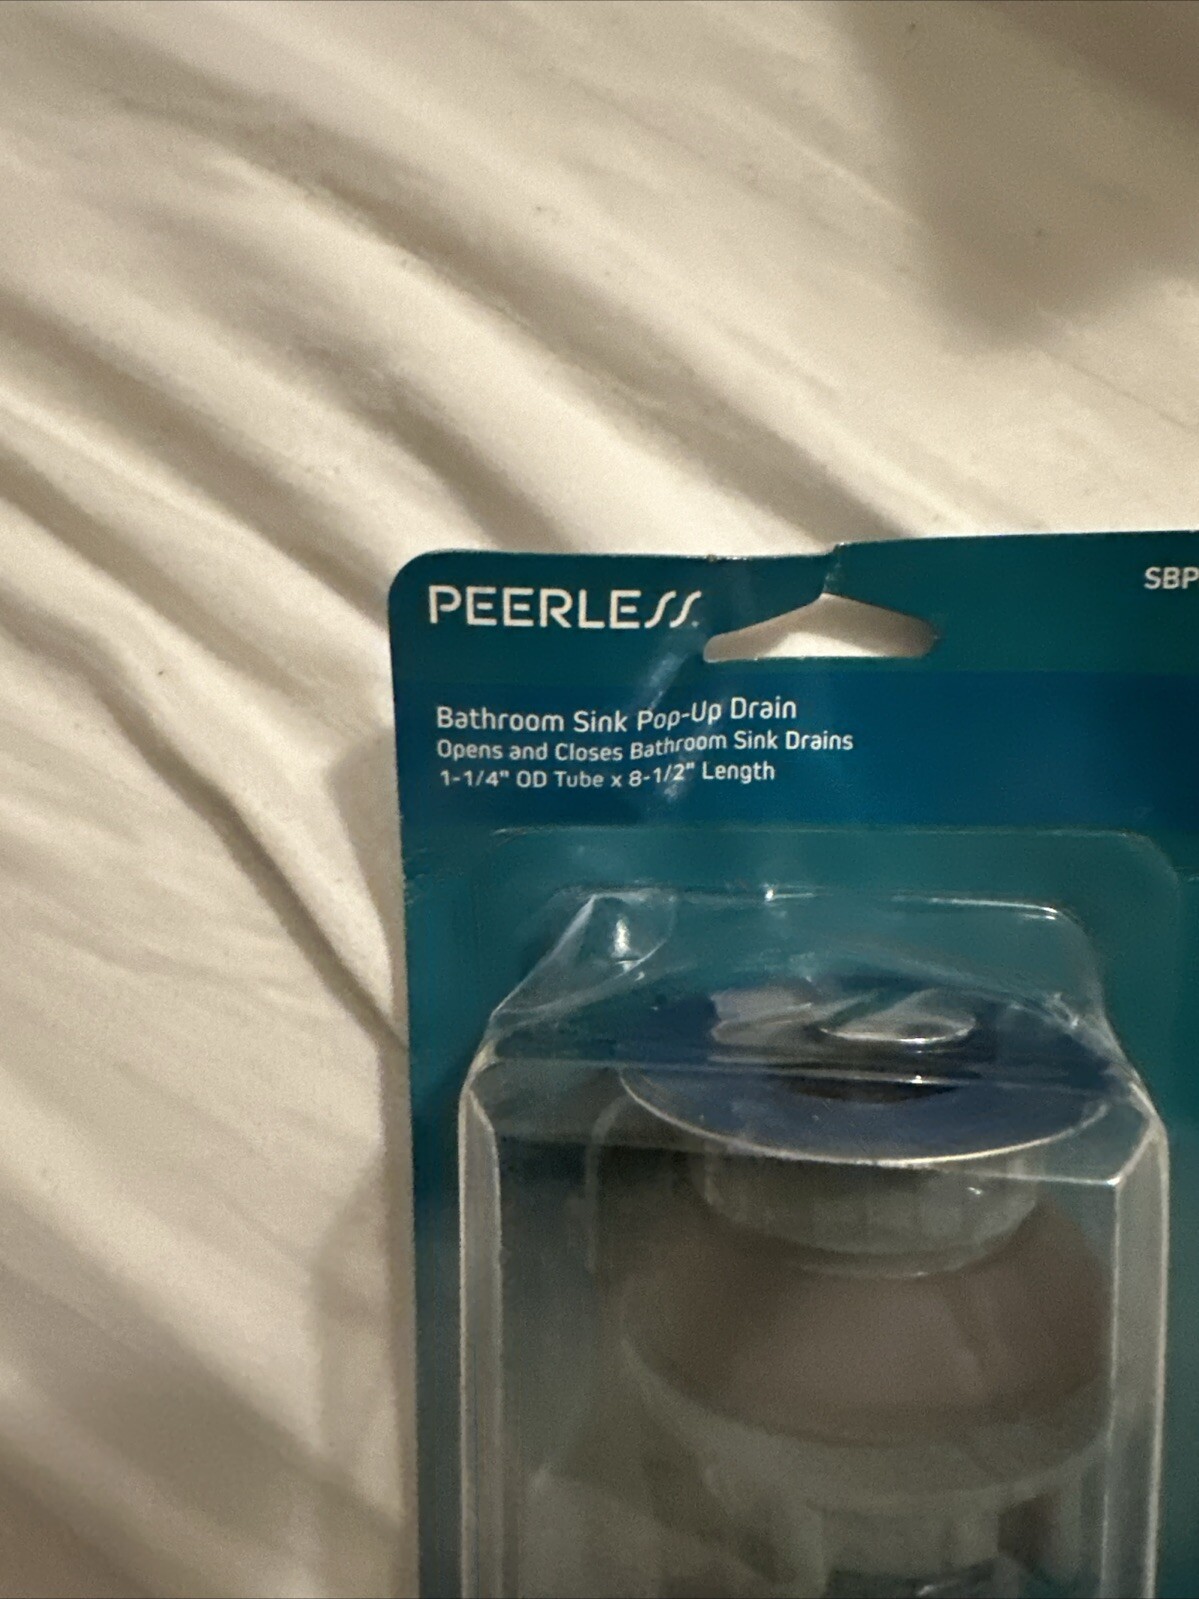 PEERLESS.
SBP
Bathroom Sink Pop-Up Drain
Opens and Closes Bathroom Sink Drains
1-1/4" OD Tube x 8-1/2" Length